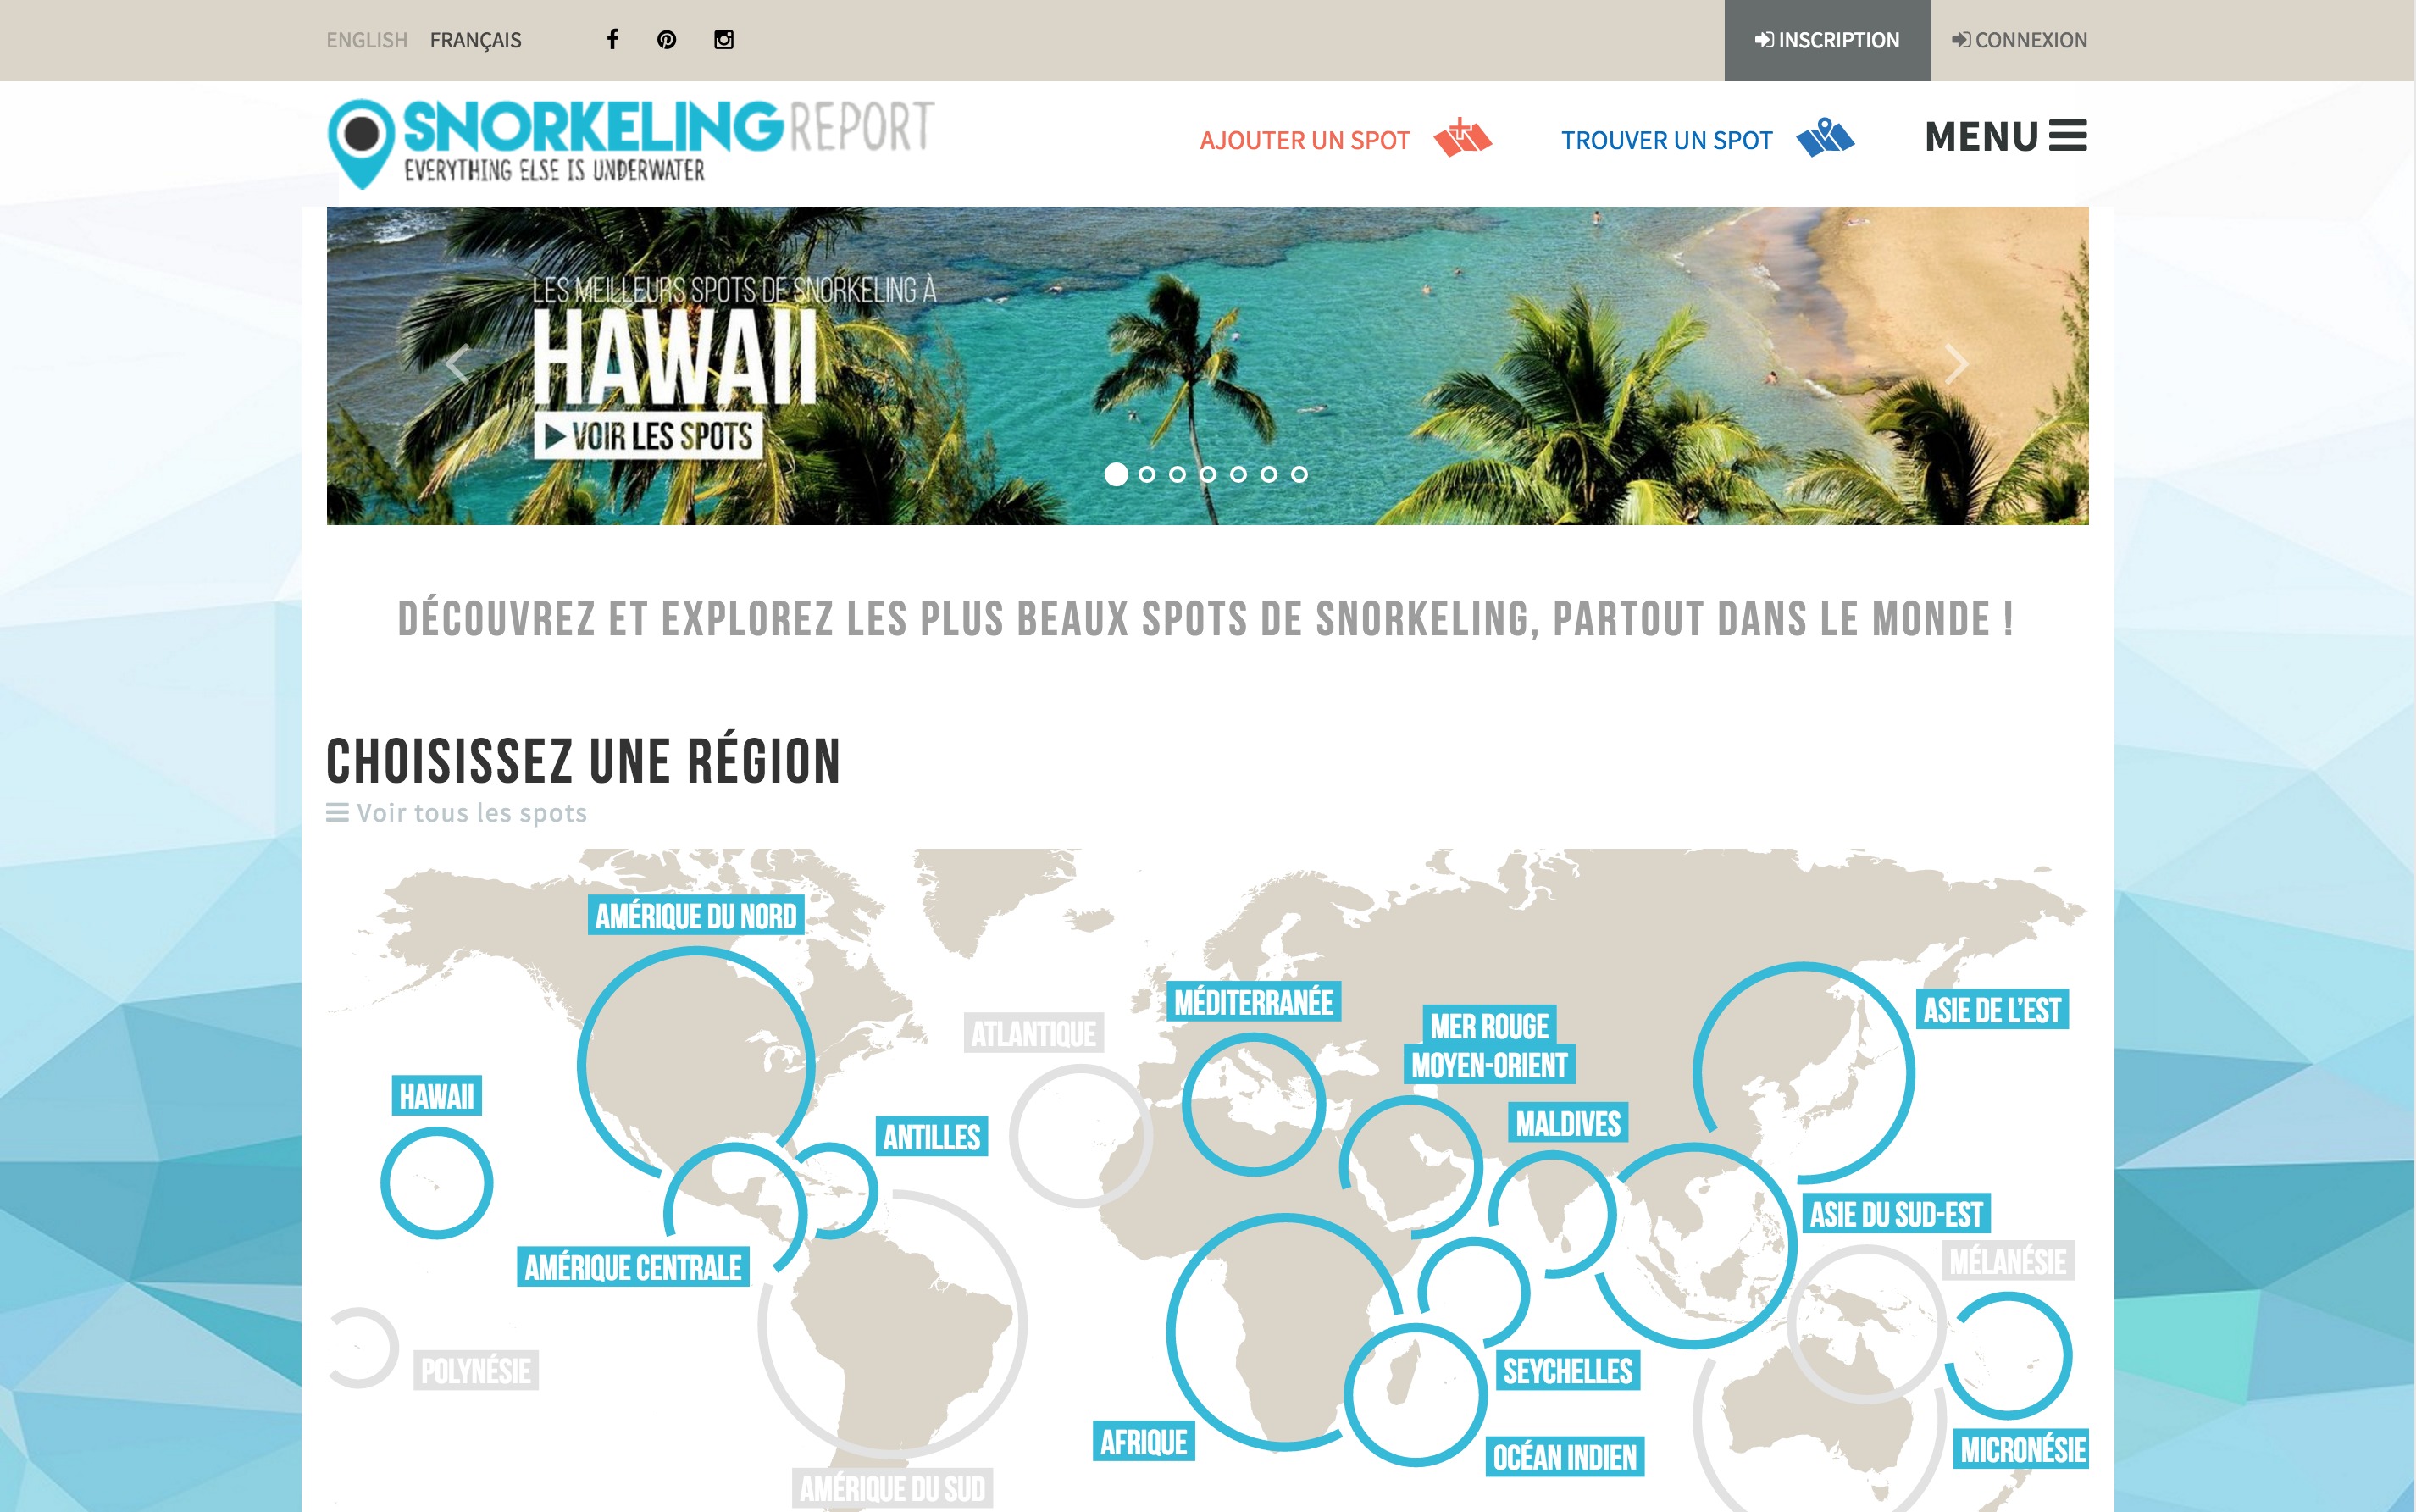 ENGLISH FRANÇAIS
INSCRIPTION
CONNEXION
SNORKELING REPORT
EVERYTHING ELSE IS UNDERWATER
AJOUTER UN SPOT
TROUVER UN SPOT
MENU
LES MEILLEURS SPOTS DE SNORKELING À
HAWAII
VOIR LES SPOTS
DÉCOUVREZ ET EXPLOREZ LES PLUS BEAUX SPOTS DE SNORKELING, PARTOUT DANS LE MONDE !
CHOISISSEZ UNE RÉGION
Voir tous les spots
AMÉRIQUE DU NORD
MÉDITERRANÉE
ASIE DE L'EST
ATLANTIQUE
MER ROUGE
MOYEN-ORIENT
HAWAII
MALDIVES
ANTILLES
ASIE DU SUD-EST
AMÉRIQUE CENTRALE
MÉLANÉSIE
POLYNÉSIE
SEYCHELLES
AFRIQUE
OCÉAN INDIEN
MICRONÉSIE
AMÉRIQUE DU SUD